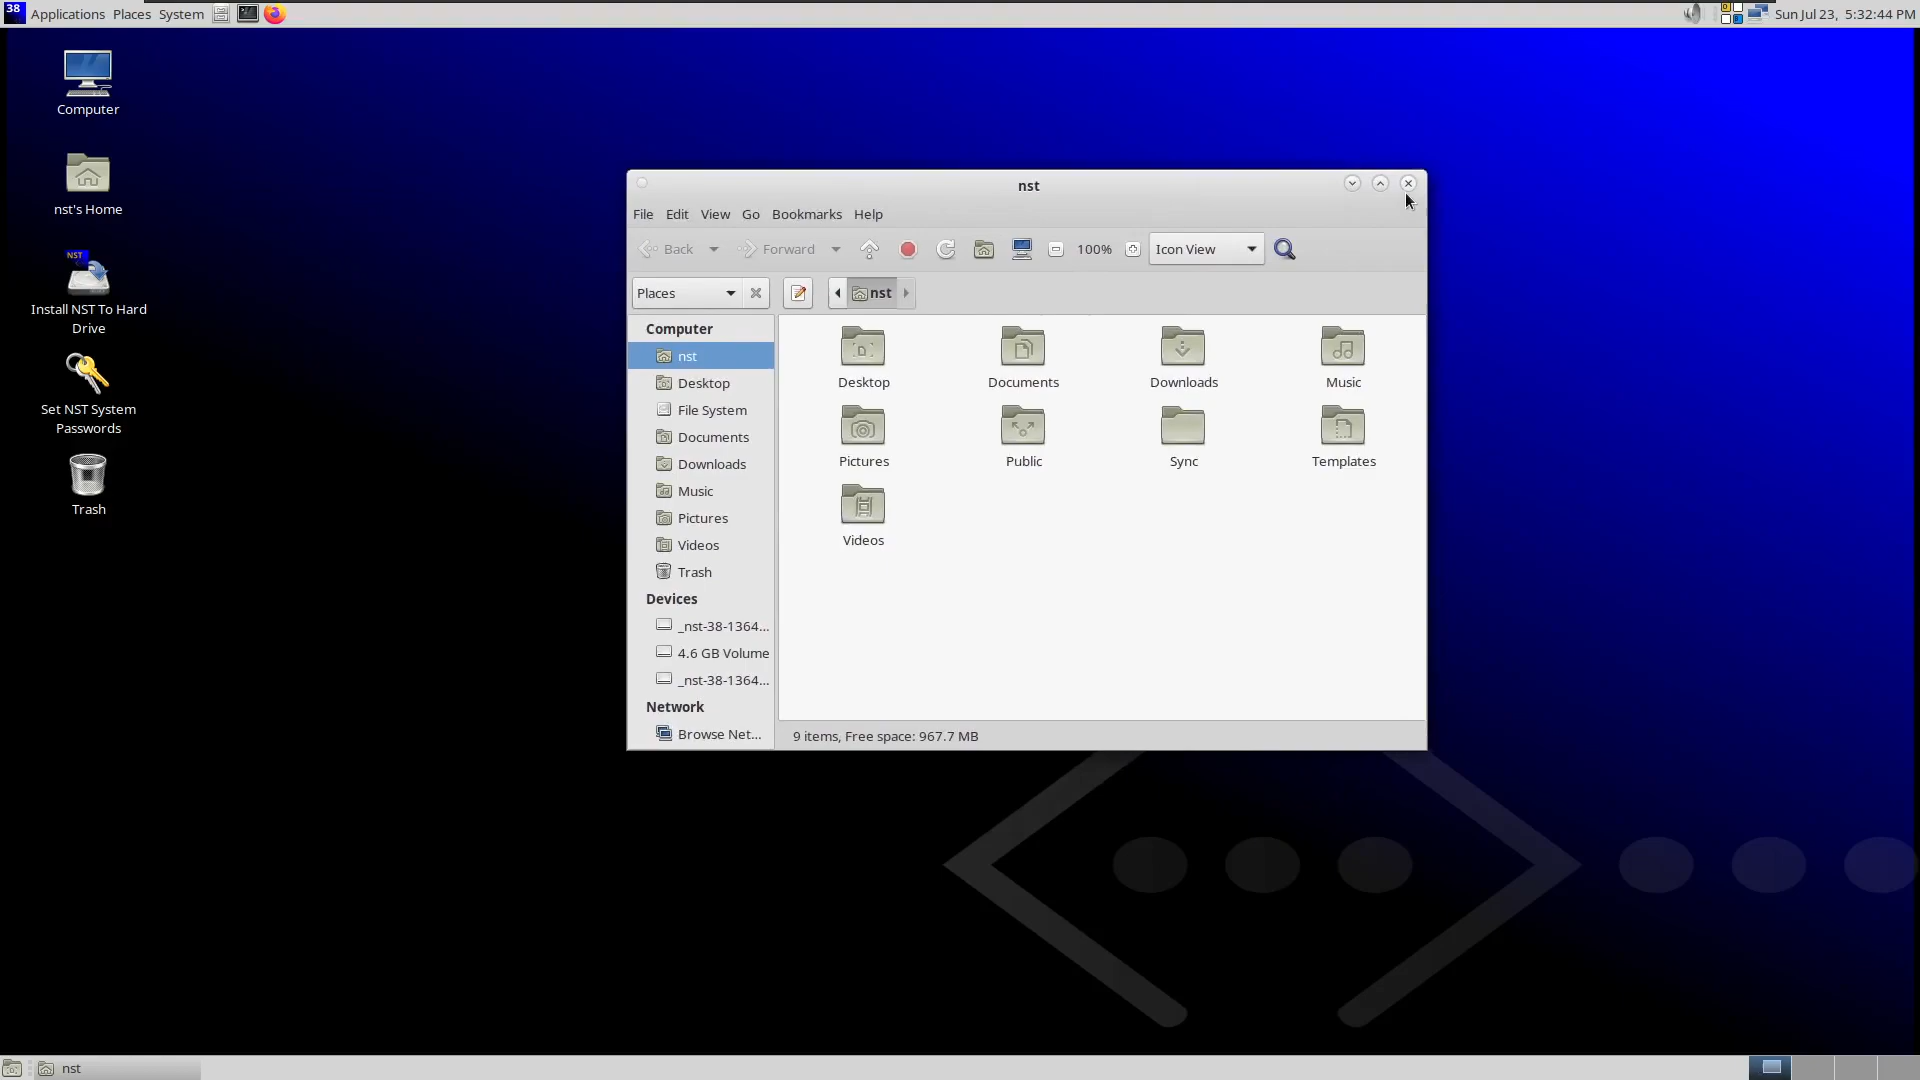 38 Applications Places System Sun Jul 23, 5:32:44 PM
Computer
nst's Home
NST
Install NST To Hard
Drive
Set NST System
Passwords
Trash
nst
File Edit View Go Bookmarks Help
Back Forward 100% Icon View
Places nst
Computer
nst
Desktop
File System
Documents
Downloads
Music
Pictures
Videos
Trash
Devices
_nst-38-1364...
4.6 GB Volume
_nst-38-1364...
Network
Browse Net...
Desktop Documents Downloads Music
Pictures Public Sync Templates
Videos
9 items, Free space: 967.7 MB
nst